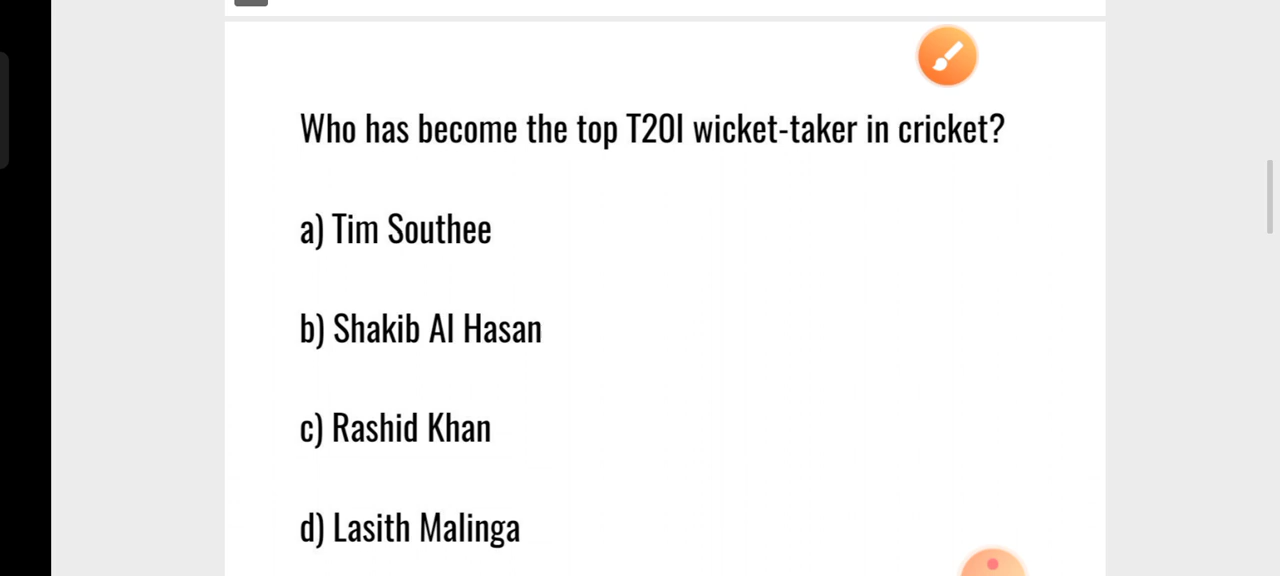 Who has become the top T20I wicket-taker in cricket?
a) Tim Southee
b) Shakib Al Hasan
c) Rashid Khan
d) Lasith Malinga